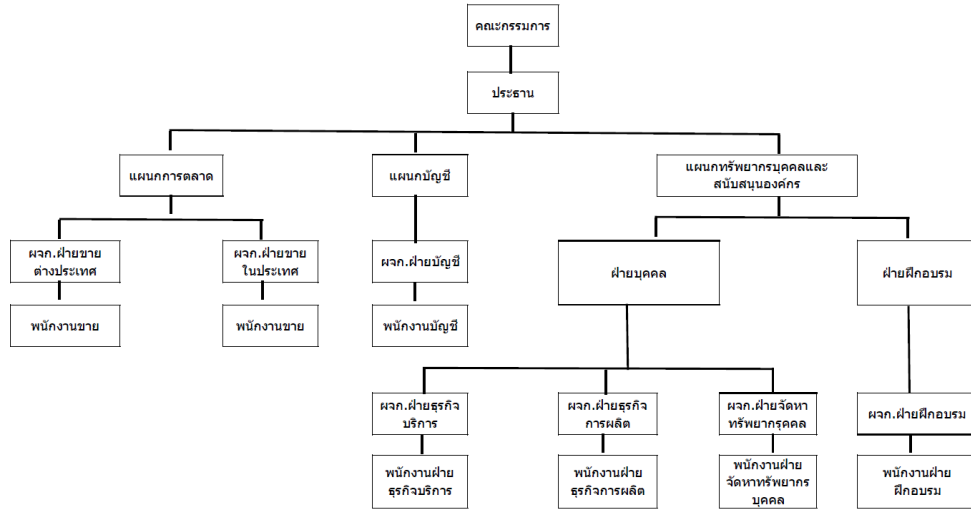 คณะกรรมการ
ประธาน
แผนกการตลาด
แผนกบัญชี
แผนกทรัพยากรบุคคลและ
สนับสนุนองค์กร
ผจก.ฝ่ายขาย
ต่างประเทศ
ผจก.ฝ่ายขาย
ในประเทศ
ผจก.ฝ่ายบัญชี
ฝ่ายบุคคล
ฝ่ายฝึกอบรม
พนักงานขาย
พนักงานขาย
พนักงานบัญชี
ผจก.ฝ่ายธุรกิจ
บริการ
ผจก.ฝ่ายธุรกิจ
การผลิต
ผจก.ฝ่ายจัดหา
ทรัพยากรุคคล
ผจก.ฝ่ายฝึกอบรม
พนักงานฝ่าย
ธุรกิจบริการ
พนักงานฝ่าย
ธุรกิจการผลิต
พนักงานฝ่าย
จัดหาทรัพยากร
บุคคล
พนักงานฝ่าย
ฝึกอบรม